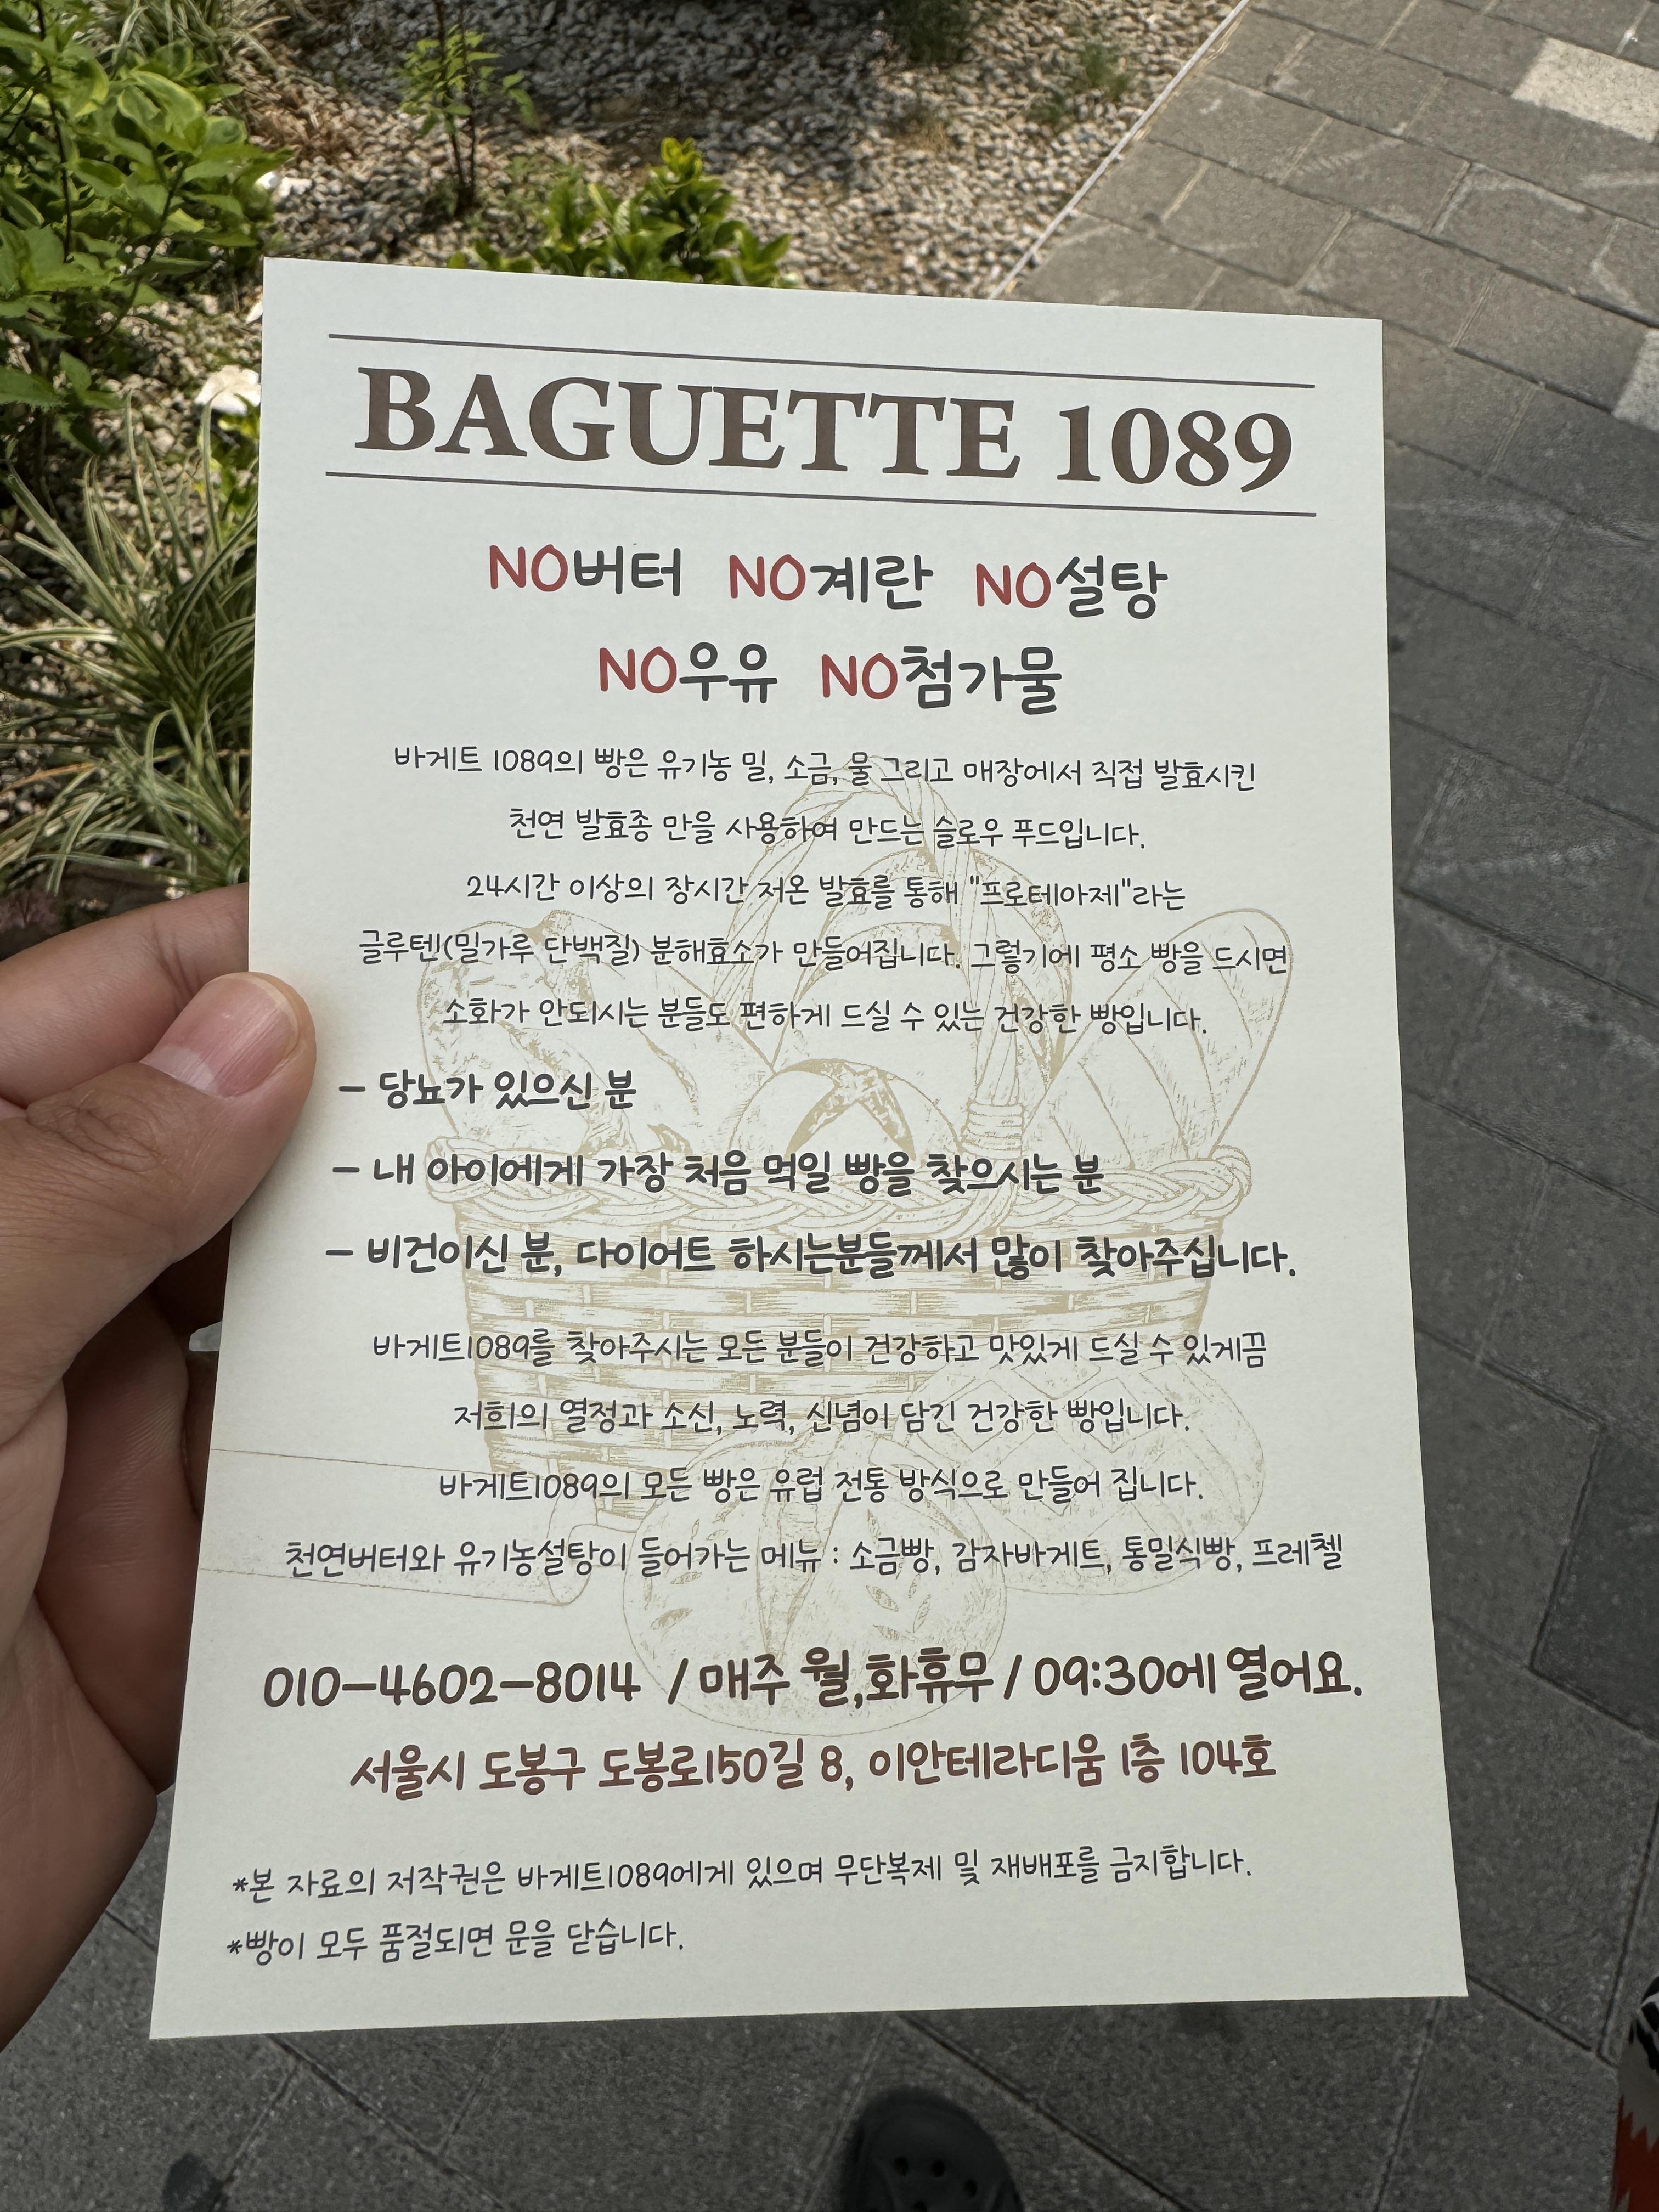 BAGUETTE 1089
NO버터 NO계란 NO설탕
NO우유 NO첨가물
바게트 1089의 빵은 유기농 밀, 소금, 물 그리고 매장에서 직접 발효시킨
천연 발효종 만을 사용하여 만드는 슬로우 푸드입니다.
24시간 이상의 장시간 저온 발효를 통해 "프로테아제"라는
글루텐(밀가루 단백질) 분해효소가 만들어집니다. 그렇기에 평소 빵을 드시면
소화가 안되시는 분들도 편하게 드실 수 있는 건강한 빵입니다.
- 당뇨가 있으신 분
- 내 아이에게 가장 처음 먹일 빵을 찾으시는 분
- 비건이신 분, 다이어트 하시는분들께서 많이 찾아주십니다.
바게트1089를 찾아주시는 모든 분들이 건강하고 맛있게 드실 수 있게끔
저희의 열정과 소신, 노력, 신념이 담긴 건강한 빵입니다.
바게트1089의 모든 빵은 유럽 전통 방식으로 만들어 집니다.
천연버터와 유기농설탕이 들어가는 메뉴 : 소금빵, 감자바게트, 통밀식빵, 프레첼
010-4602-8014 / 매주 월,화휴무 / 09:30에 열어요.
서울시 도봉구 도봉로150길 8, 이안테라디움 1층 104호
*본 자료의 저작권은 바게트1089에게 있으며 무단복제 및 재배포를 금지합니다.
*빵이 모두 품절되면 문을 닫습니다.